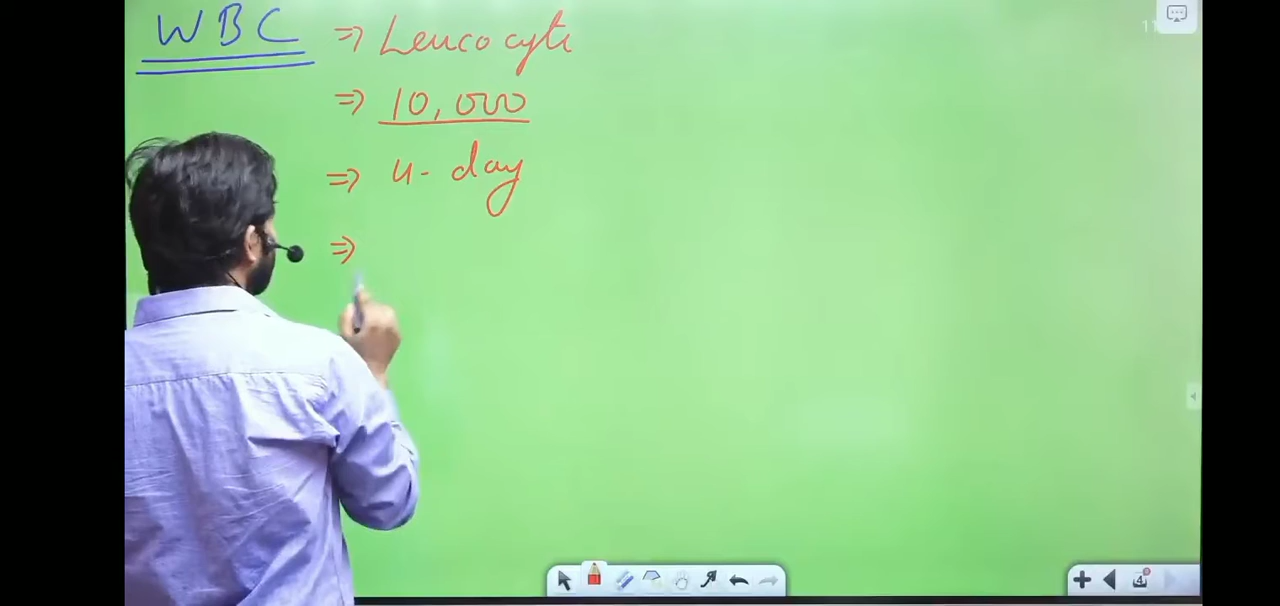 WBC ⇒ Leucocyte
⇒ 10,000
⇒ 4- day
⇒